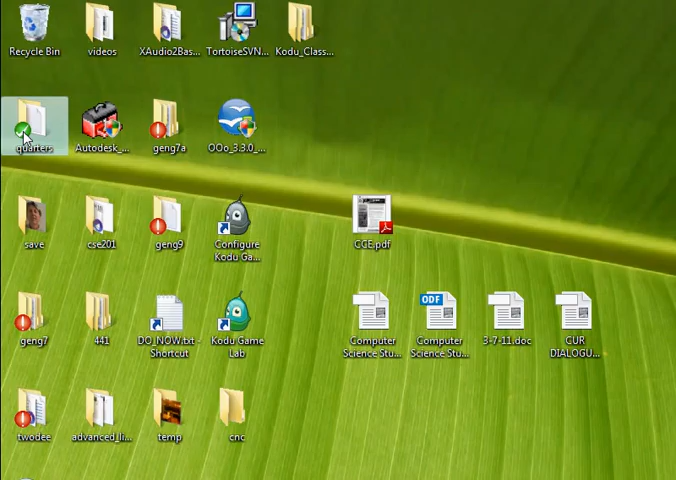 Recycle Bin
videos
XAudio2Bas...
TortoiseSVN...
Kodu_Class...
quarters
Autodesk_...
geng7a
OOo_3.3.0_...
save
cse201
geng9
Configure
Kodu Ga...
CCE.pdf
geng7
441
DO_NOW.txt -
Shortcut
Kodu Game
Lab
Computer
Science Stu...
ODF
Computer
Science Stu...
3-7-11.doc
CUR
DIALOGU...
twodee
advanced_li...
temp
cnc